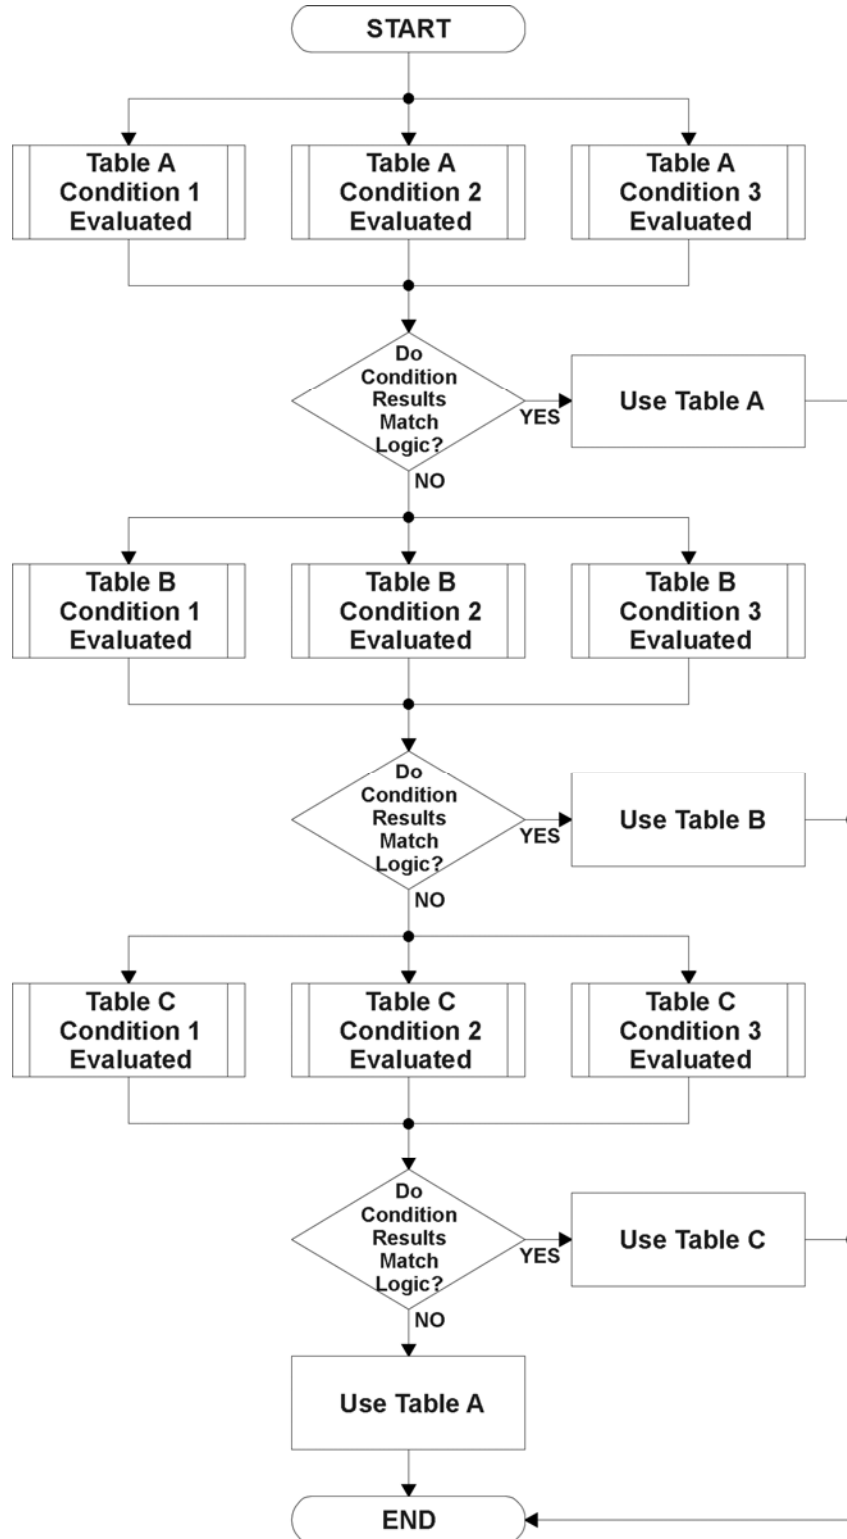 START
Table A
Condition 1
Evaluated
Table A
Condition 2
Evaluated
Table A
Condition 3
Evaluated
Do
Condition
Results
Match
Logic?
YES
Use Table A
NO
Table B
Condition 1
Evaluated
Table B
Condition 2
Evaluated
Table B
Condition 3
Evaluated
Do
Condition
Results
Match
Logic?
YES
Use Table B
NO
Table C
Condition 1
Evaluated
Table C
Condition 2
Evaluated
Table C
Condition 3
Evaluated
Do
Condition
Results
Match
Logic?
YES
Use Table C
NO
Use Table A
END